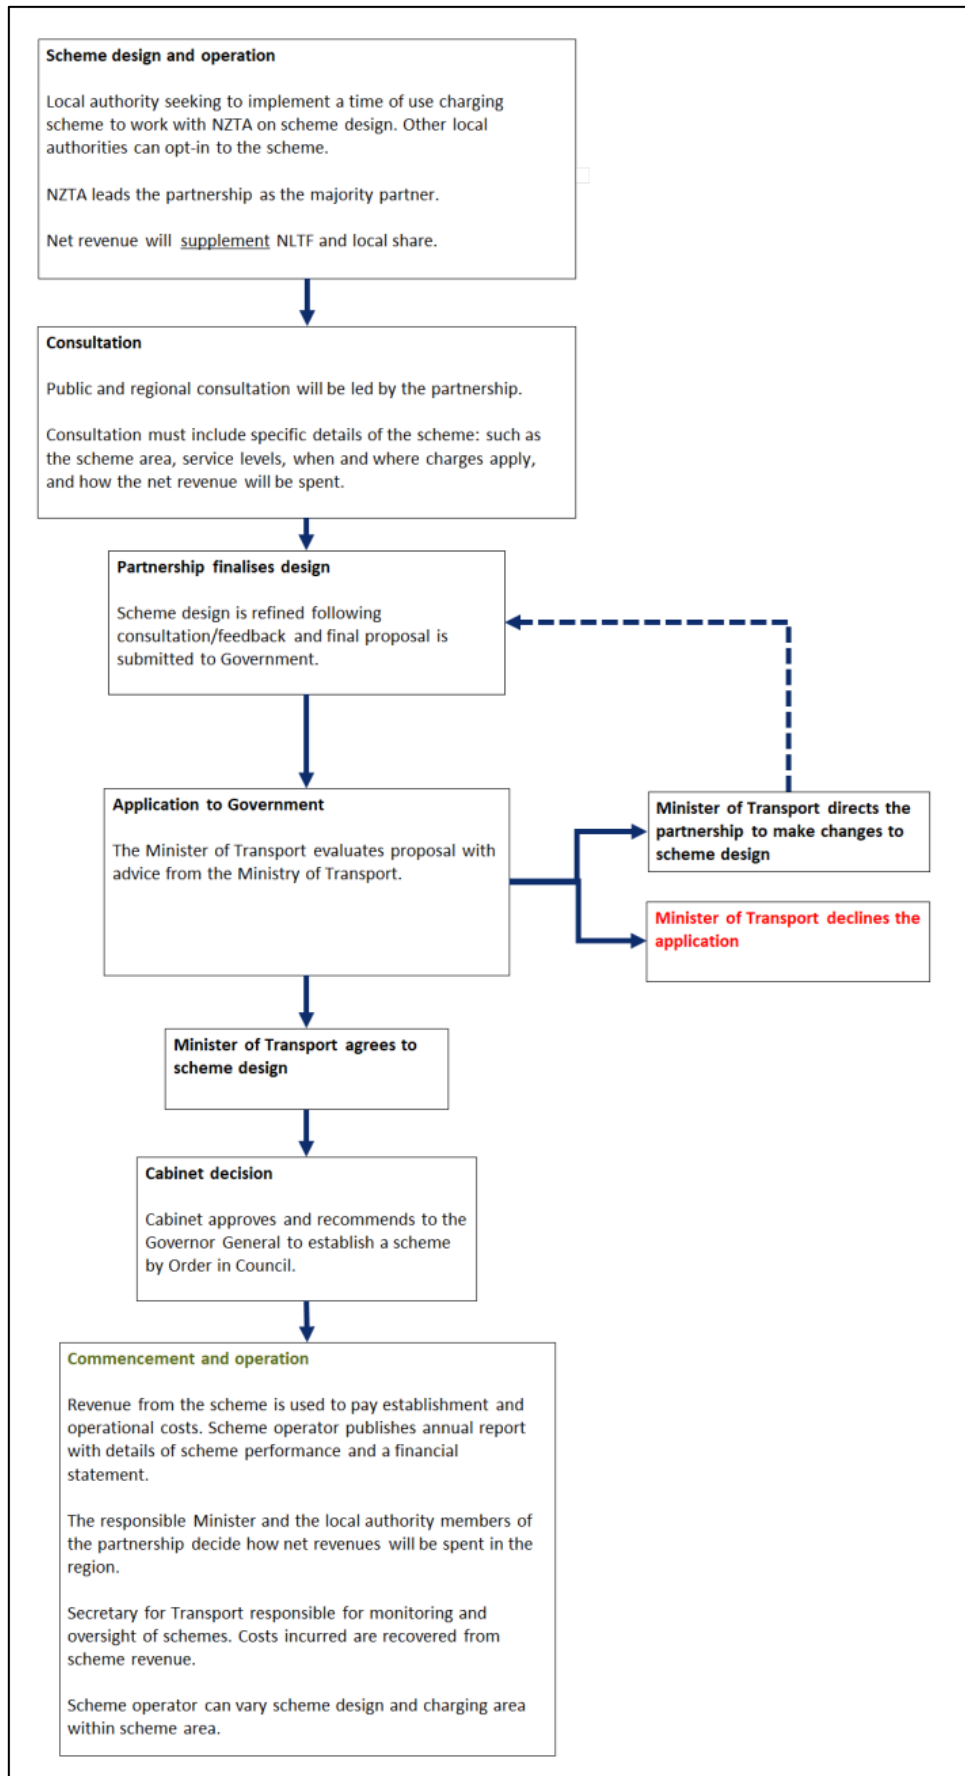 Scheme design and operation
Local authority seeking to implement a time of use charging
scheme to work with NZTA on scheme design. Other local
authorities can opt-in to the scheme.
NZTA leads the partnership as the majority partner.
Net revenue will supplement NLTF and local share.
Consultation
Public and regional consultation will be led by the partnership.
Consultation must include specific details of the scheme: such as
the scheme area, service levels, when and where charges apply,
and how the net revenue will be spent.
Partnership finalises design
Scheme design is refined following
consultation/feedback and final proposal is
submitted to Government.
Application to Government
The Minister of Transport evaluates proposal with
advice from the Ministry of Transport.
Minister of Transport directs the
partnership to make changes to
scheme design
Minister of Transport declines the
application
Minister of Transport agrees to
scheme design
Cabinet decision
Cabinet approves and recommends to the
Governor General to establish a scheme
by Order in Council.
Commencement and operation
Revenue from the scheme is used to pay establishment and
operational costs. Scheme operator publishes annual report
with details of scheme performance and a financial
statement.
The responsible Minister and the local authority members of
the partnership decide how net revenues will be spent in the
region.
Secretary for Transport responsible for monitoring and
oversight of schemes. Costs incurred are recovered from
scheme revenue.
Scheme operator can vary scheme design and charging area
within scheme area.